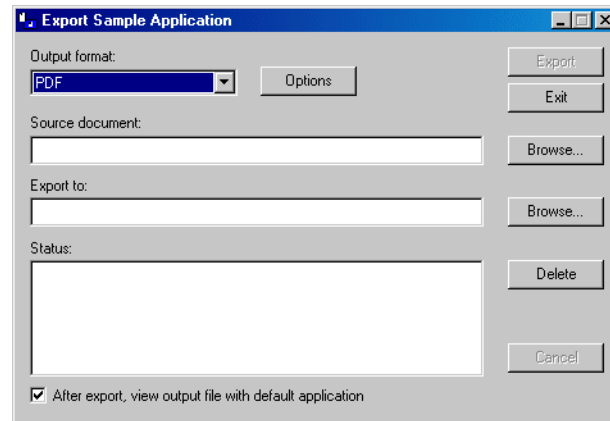 Export Sample Application
Output format:
PDF
Options
Export
Exit
Source document:
Browse...
Export to:
Browse...
Status:
Delete
Cancel
After export, view output file with default application